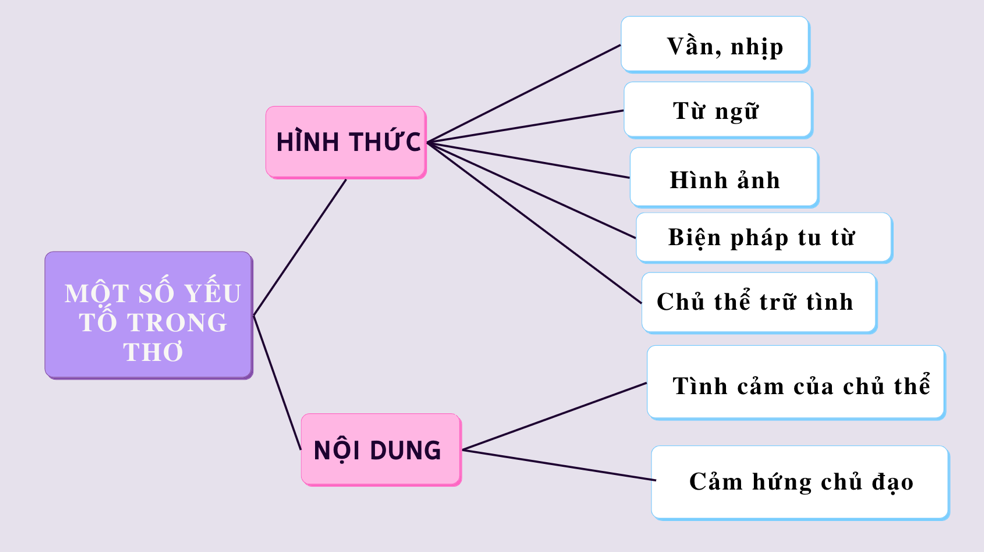 MỘT SỐ YẾU
TỐ TRONG
THƠ
HÌNH THỨC
Vần, nhịp
Từ ngữ
Hình ảnh
Biện pháp tu từ
Chủ thể trữ tình
NỘI DUNG
Tình cảm của chủ thể
Cảm hứng chủ đạo